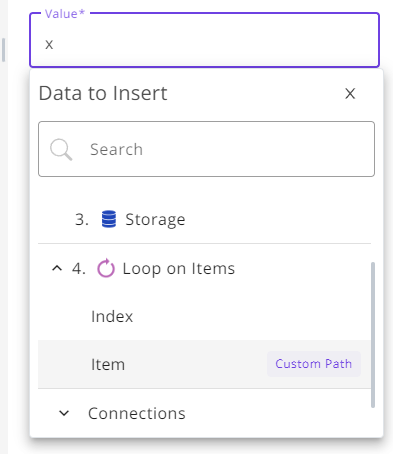 Value*
x
Data to Insert X
Search
3. Storage
4. Loop on Items
Index
Item Custom Path
Connections